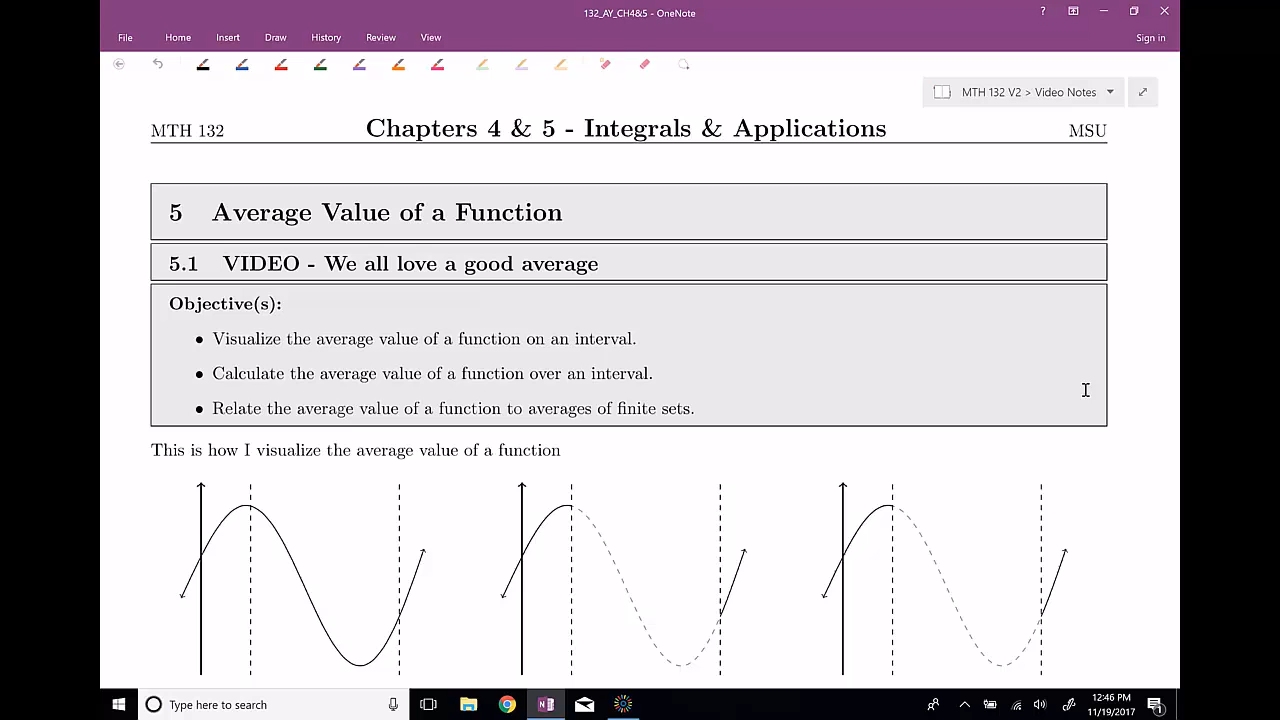 132_AY_CH4&5 - OneNote
?
File Home Insert Draw History Review View Sign in
MTH 132 V2 > Video Notes
MTH 132 Chapters 4 & 5 - Integrals & Applications MSU
5 Average Value of a Function
5.1 VIDEO - We all love a good average
Objective(s):
• Visualize the average value of a function on an interval.
• Calculate the average value of a function over an interval.
• Relate the average value of a function to averages of finite sets.
This is how I visualize the average value of a function
Type here to search
12:46 PM
11/19/2017